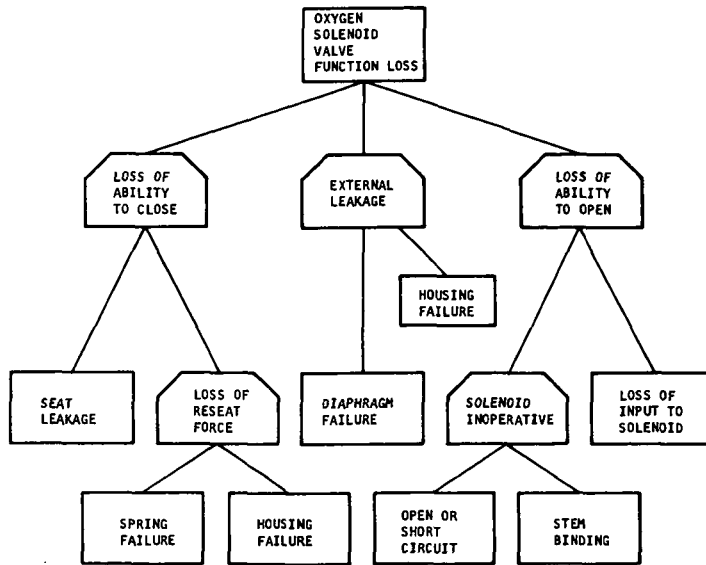 OXYGEN
SOLENOID
VALVE
FUNCTION LOSS
LOSS OF
ABILITY
TO CLOSE
EXTERNAL
LEAKAGE
LOSS OF
ABILITY
TO OPEN
HOUSING
FAILURE
SEAT
LEAKAGE
LOSS OF
RESEAT
FORCE
DIAPHRAGM
FAILURE
SOLENOID
INOPERATIVE
LOSS OF
INPUT TO
SOLENOID
SPRING
FAILURE
HOUSING
FAILURE
OPEN OR
SHORT
CIRCUIT
STEM
BINDING